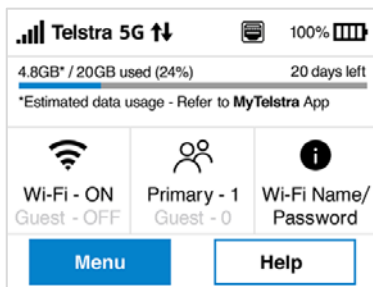 Telstra 5G 100%
4.8GB* / 20GB used (24%) 20 days left
*Estimated data usage - Refer to MyTelstra App
Wi-Fi - ON Primary - 1 Wi-Fi Name/
Guest - OFF Guest - 0 Password
Menu Help